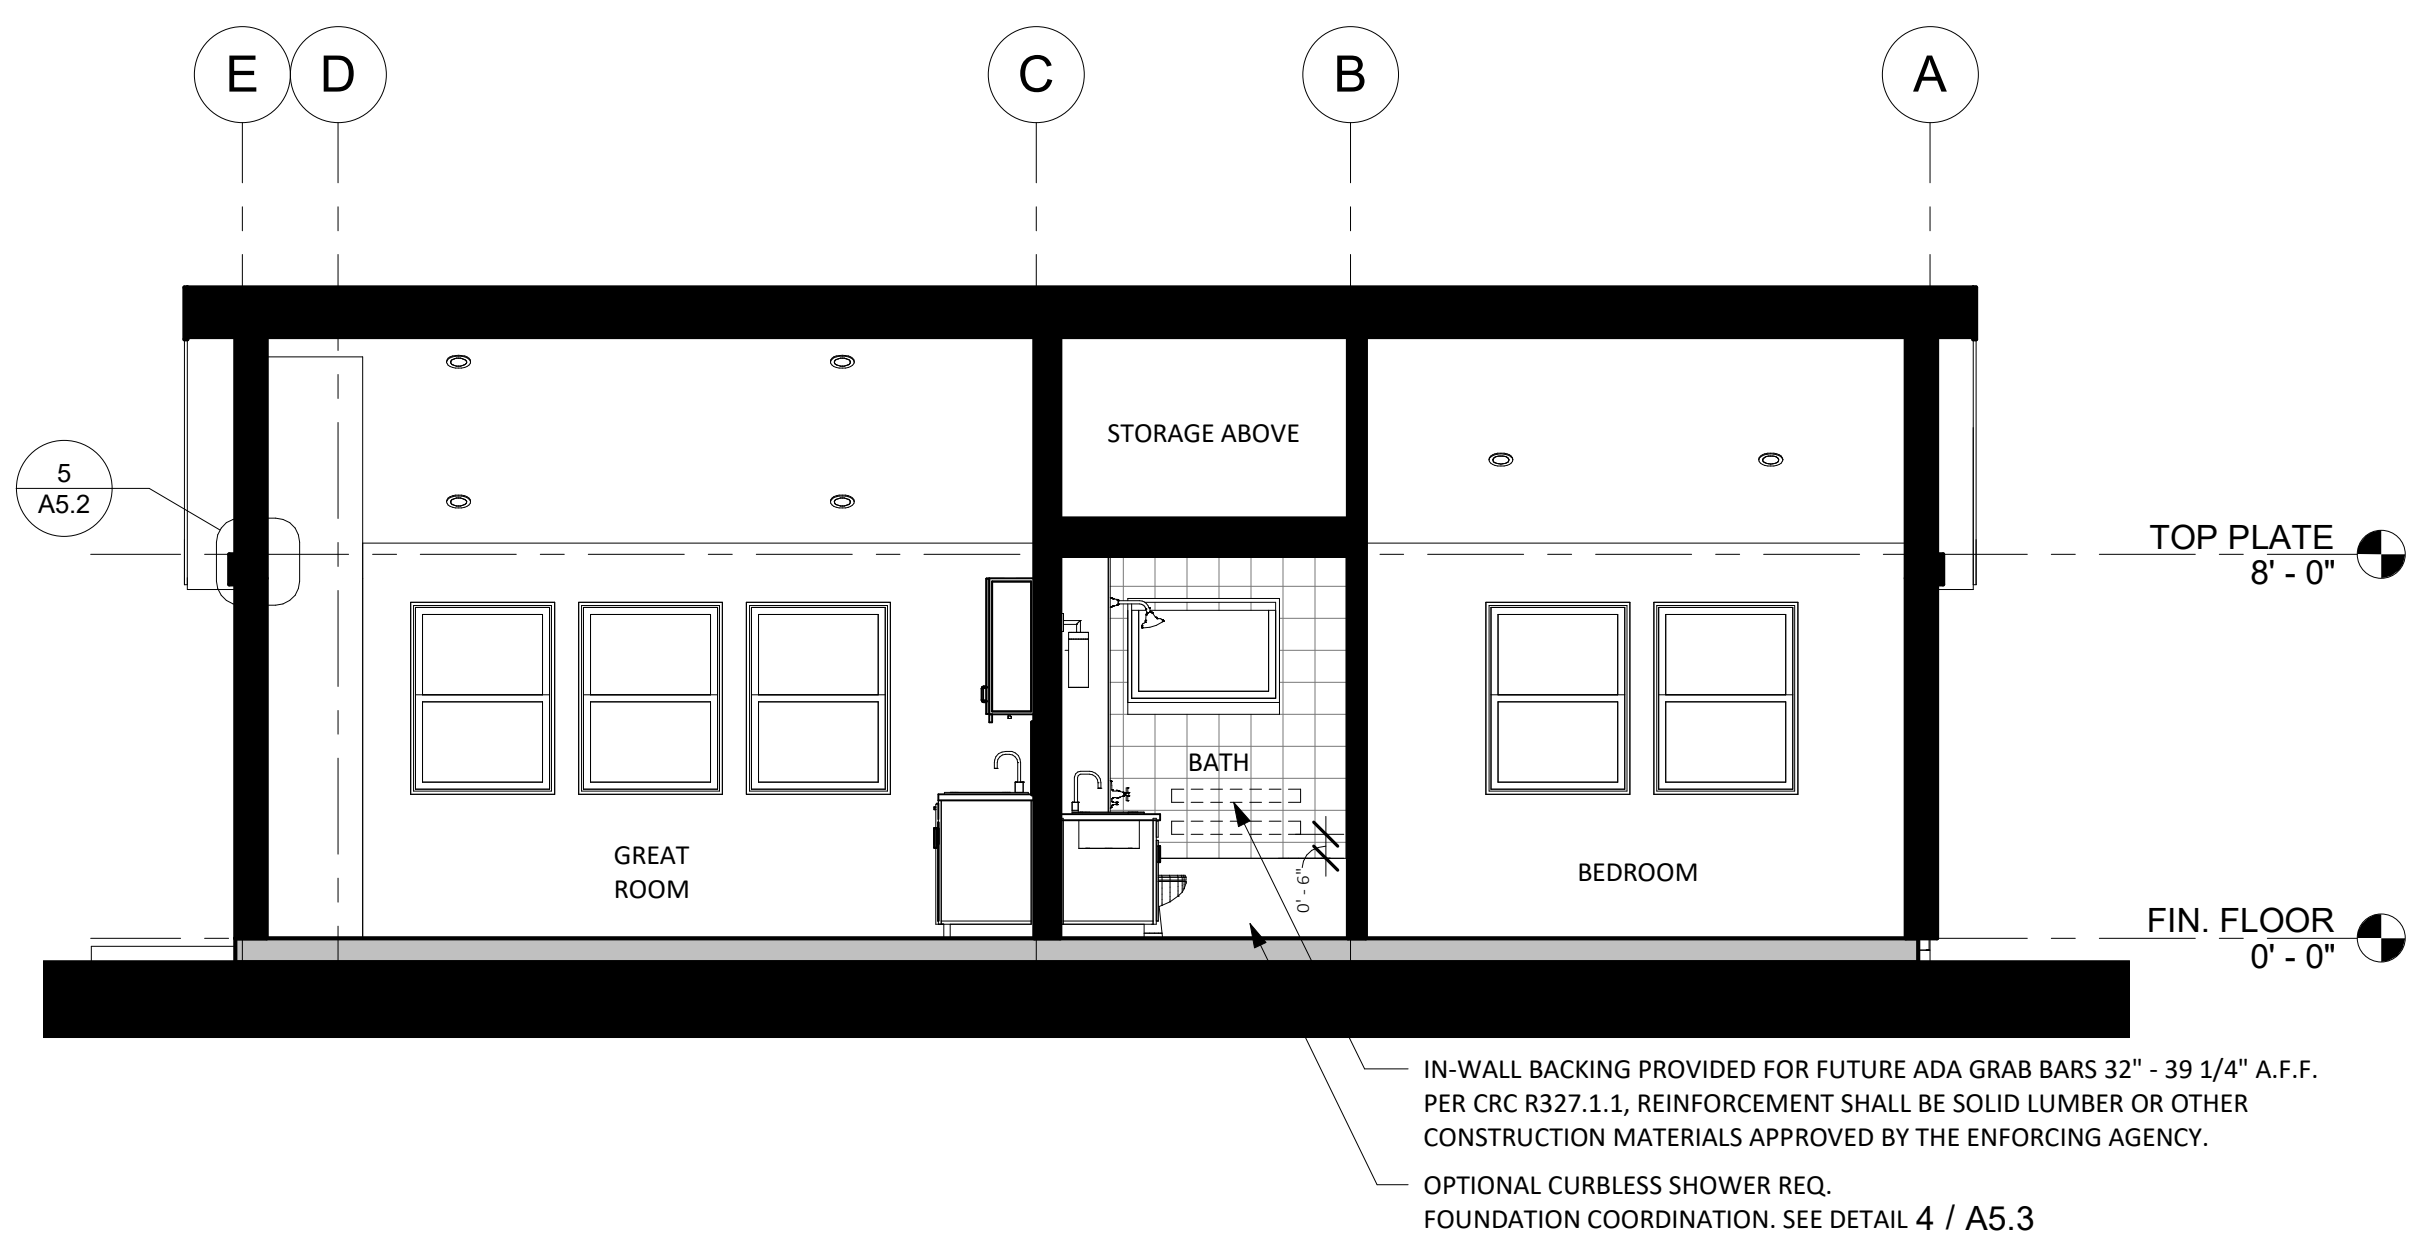 E D C B A
STORAGE ABOVE
5
A5.2
TOP PLATE
8' - 0"
BATH
GREAT
ROOM
BEDROOM
0' - 6"
FIN. FLOOR
0' - 0"
IN-WALL BACKING PROVIDED FOR FUTURE ADA GRAB BARS 32" - 39 1/4" A.F.F.
PER CRC R327.1.1, REINFORCEMENT SHALL BE SOLID LUMBER OR OTHER
CONSTRUCTION MATERIALS APPROVED BY THE ENFORCING AGENCY.
OPTIONAL CURBLESS SHOWER REQ.
FOUNDATION COORDINATION. SEE DETAIL 4 / A5.3